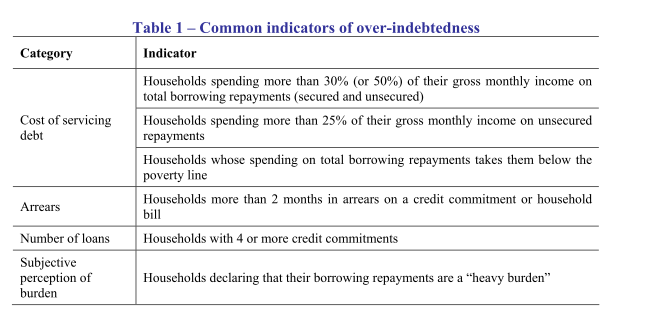 Table 1 – Common indicators of over-indebtedness
Category
Indicator
Cost of servicing
debt
Households spending more than 30% (or 50%) of their gross monthly income on
total borrowing repayments (secured and unsecured)
Households spending more than 25% of their gross monthly income on unsecured
repayments
Households whose spending on total borrowing repayments takes them below the
poverty line
Arrears
Households more than 2 months in arrears on a credit commitment or household
bill
Number of loans
Households with 4 or more credit commitments
Subjective
perception of
burden
Households declaring that their borrowing repayments are a “heavy burden”